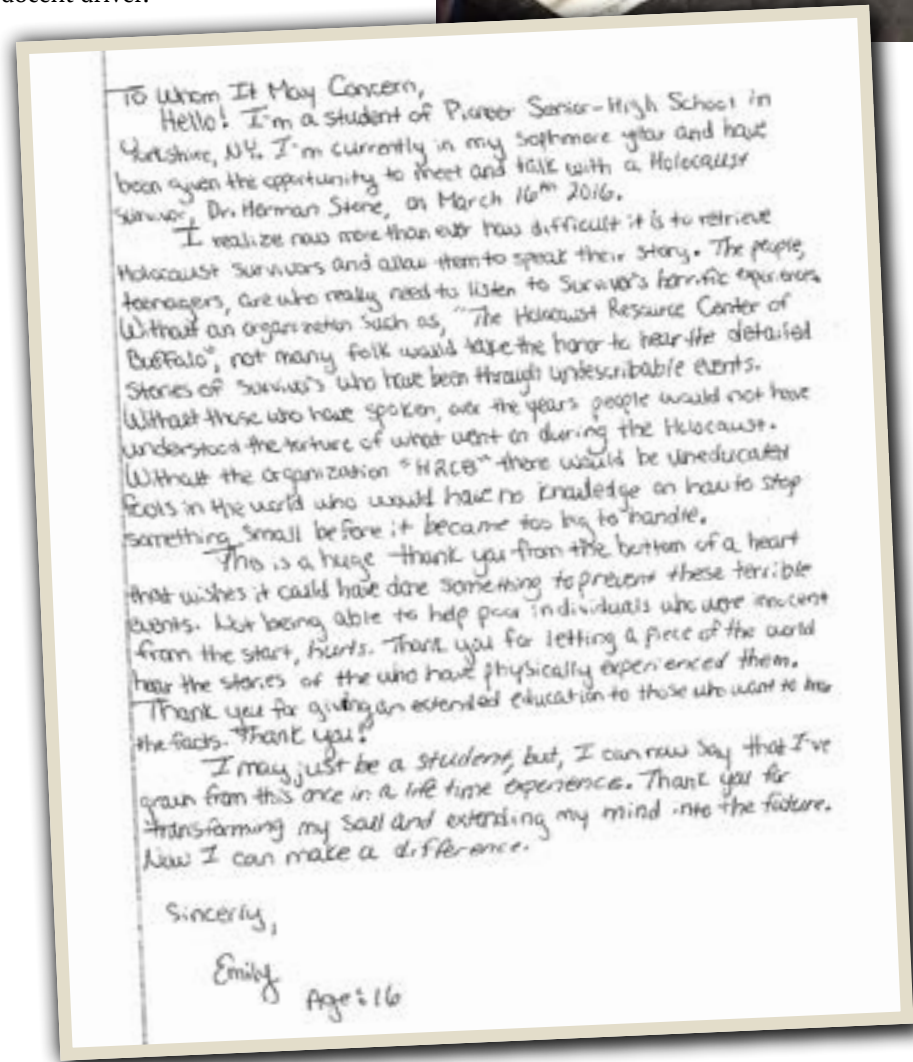 docent driver.
To Whom It May Concern,
Hello! I'm a student of Pioneer Senior-High School in
Yorkshire, NY. I'm currently in my sophmore year and have
been given the opportunity to meet and talk with a Holocaust
Survivor, Dr. Herman Stone, on March 16th 2016.
I realize now more than ever how difficult it is to retrieve
Holocaust Survivors and allow them to speak their story. The people,
teenagers, are who really need to listen to Survivor's horrific experiences.
Without an organization such as, "The Holocaust Resource Center of
Buffalo", not many folk would take the honor to hear the detailed
Stories of Survivor's who have been through undescribable events.
Without those who have spoken, over the years people would not have
understood the torture of what went on during the Holocaust.
Without the organization "HRCB" there would be uneducated
fools in the world who would have no knowledge on how to stop
something small before it became too big to handle.
This is a huge thank you from the bottom of a heart
that wishes it could have done something to prevent these terrible
events. Not being able to help poor individuals who were innocent
from the start, hurts. Thank you for letting a piece of the world
hear the stories of the who have physically experienced them.
Thank you for giving an extended education to those who want to hear
the facts. Thank you!
I may just be a student, but, I can now say that I've
grown from this once in a life time experience. Thank you for
transforming my soul and extending my mind into the future.
Now I can make a difference.
Sincerly,
Emily
Age: 16